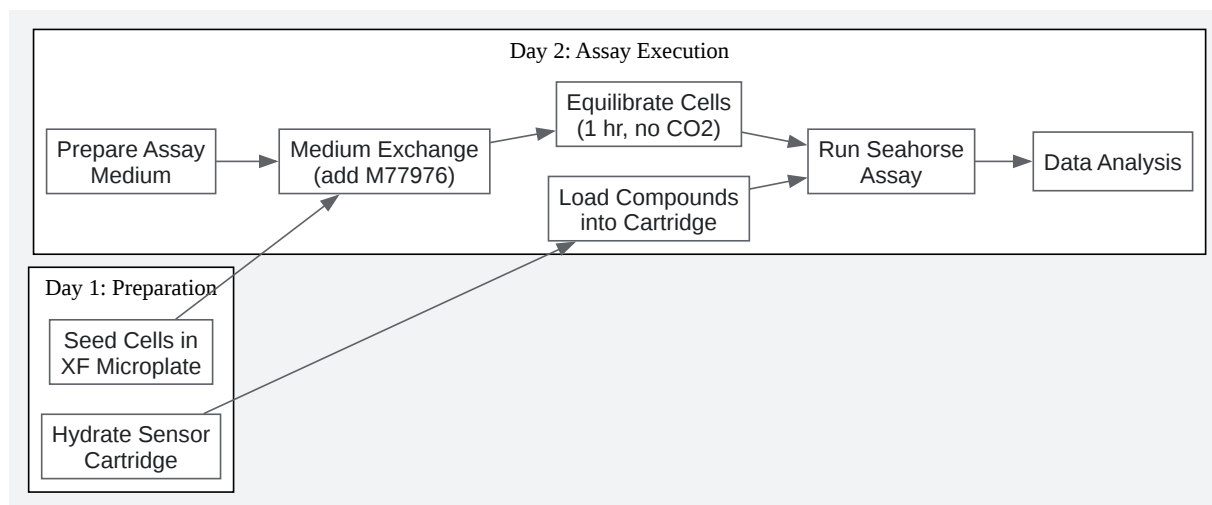 Day 2: Assay Execution
Prepare Assay
Medium
Medium Exchange
(add M77976)
Equilibrate Cells
(1 hr, no CO2)
Load Compounds
into Cartridge
Run Seahorse
Assay
Data Analysis
Day 1: Preparation
Seed Cells in
XF Microplate
Hydrate Sensor
Cartridge